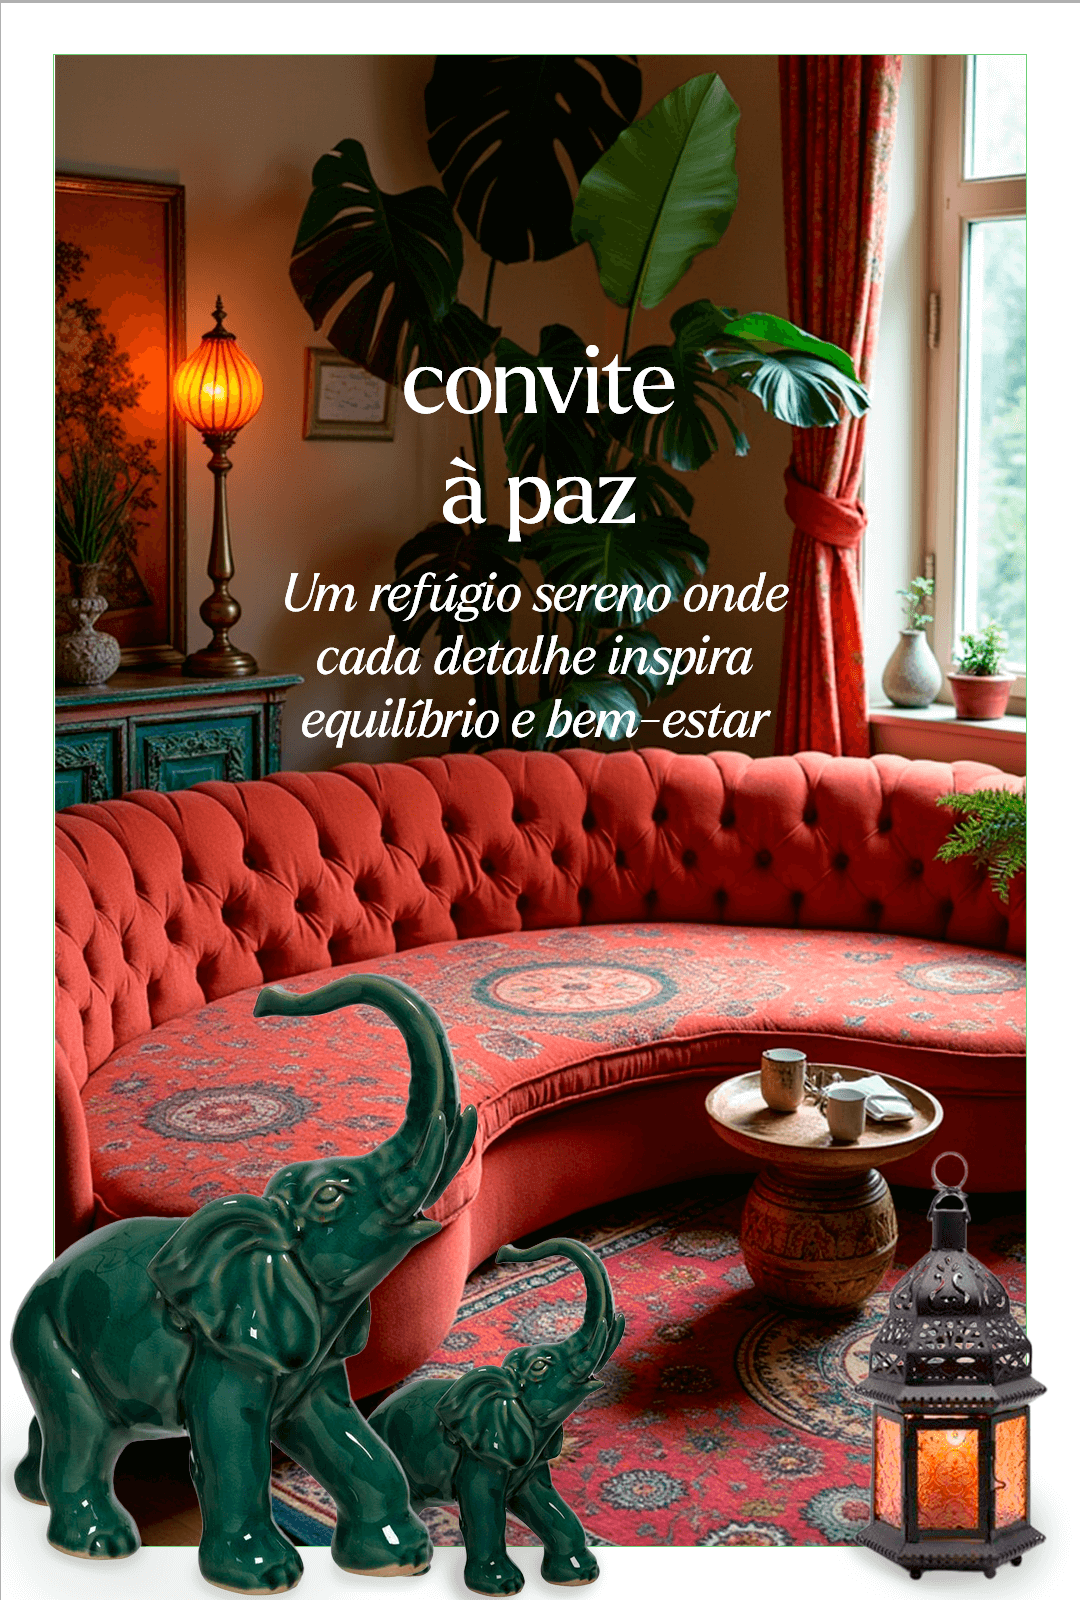 convite
à paz
Um refúgio sereno onde
cada detalhe inspira
equilíbrio e bem-estar